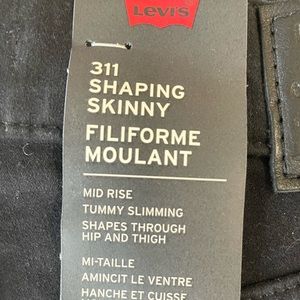 Levi's
311
SHAPING
SKINNY
FILIFORME
MOULANT
MID RISE
TUMMY SLIMMING
SHAPES THROUGH
HIP AND THIGH
MI-TAILLE
AMINCIT LE VENTRE
HANCHE ET CUISSE